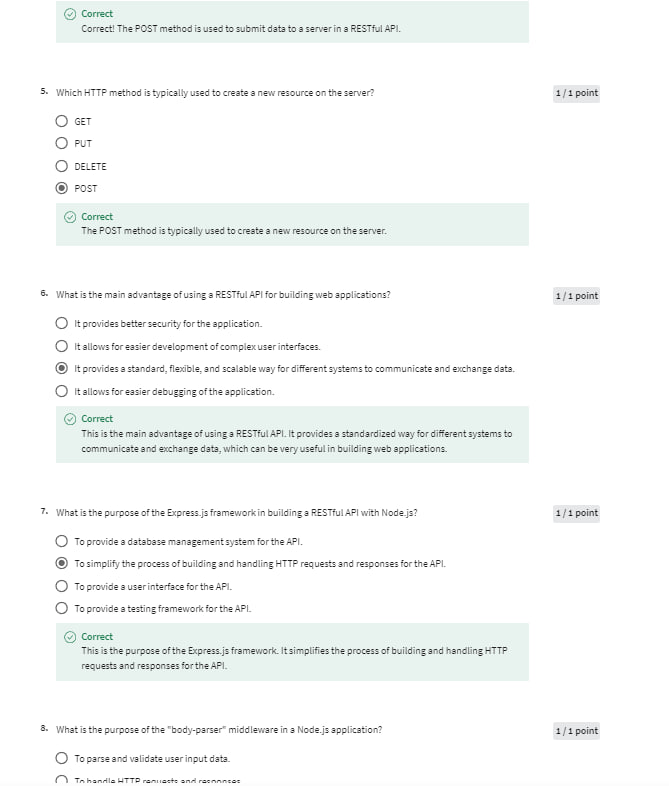 Correct
Correct! The POST method is used to submit data to a server in a RESTful API.
5. Which HTTP method is typically used to create a new resource on the server?
1 / 1 point
GET
PUT
DELETE
POST
Correct
The POST method is typically used to create a new resource on the server.
6. What is the main advantage of using a RESTful API for building web applications?
1 / 1 point
It provides better security for the application.
It allows for easier development of complex user interfaces.
It provides a standard, flexible, and scalable way for different systems to communicate and exchange data.
It allows for easier debugging of the application.
Correct
This is the main advantage of using a RESTful API. It provides a standardized way for different systems to
communicate and exchange data, which can be very useful in building web applications.
7. What is the purpose of the Express.js framework in building a RESTful API with Node.js?
1 / 1 point
To provide a database management system for the API.
To simplify the process of building and handling HTTP requests and responses for the API.
To provide a user interface for the API.
To provide a testing framework for the API.
Correct
This is the purpose of the Express.js framework. It simplifies the process of building and handling HTTP
requests and responses for the API.
8. What is the purpose of the "body-parser" middleware in a Node.js application?
1 / 1 point
To parse and validate user input data.
To handle HTTP requests and responses